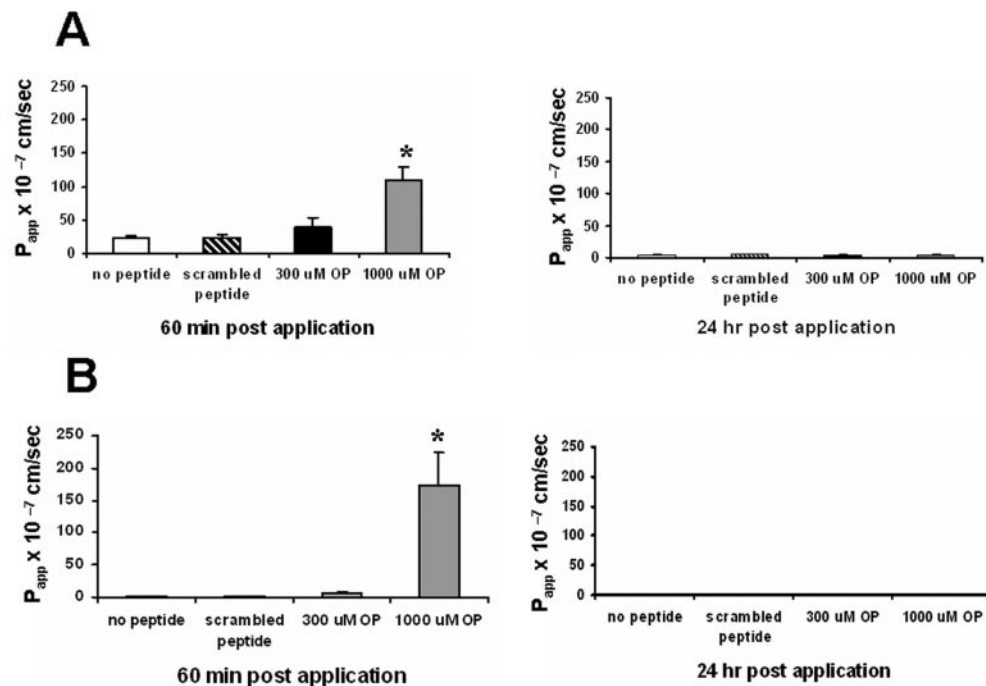 A
P app x 10 –7 cm/sec
250
200
150
100
50
0
*
no peptide
scrambled
peptide
300 uM OP
1000 uM OP
60 min post application
P app x 10 –7 cm/sec
250
200
150
100
50
0
no peptide
scrambled
peptide
300 uM OP
1000 uM OP
24 hr post application
B
P app x 10 –7 cm/sec
250
200
150
100
50
0
*
no peptide
scrambled
peptide
300 uM OP
1000 uM OP
60 min post application
P app x 10 –7 cm/sec
250
200
150
100
50
0
no peptide
scrambled
peptide
300 uM OP
1000 uM OP
24 hr post application